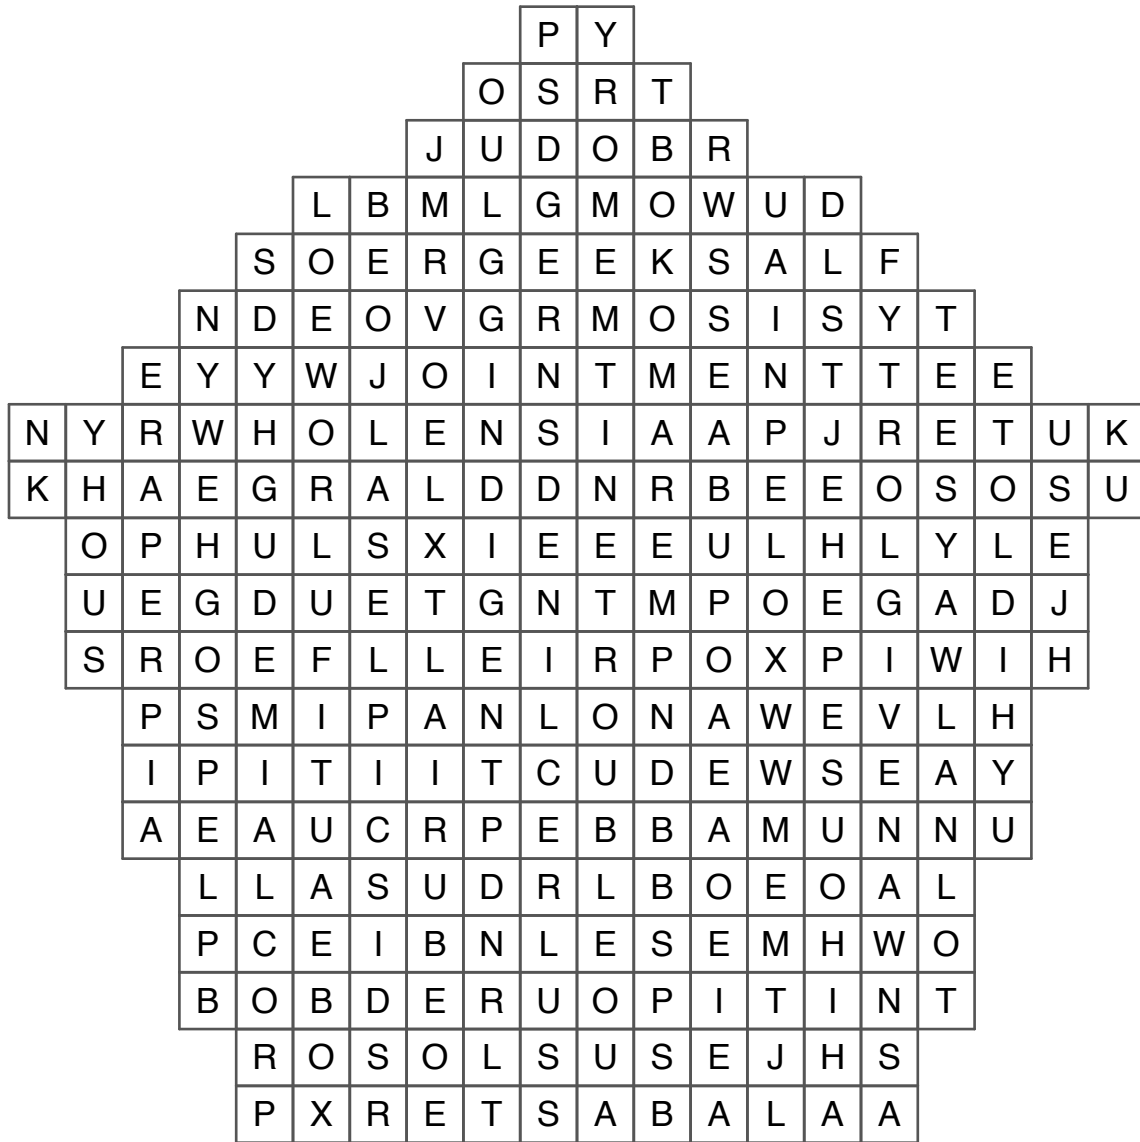 P Y
O S R T
J U D O B R
L B M L G M O W U D
S O E R G E E K S A L F
N D E O V G R M O S I S Y T
E Y Y W J O I N T M E N T T E E
N Y R W H O L E N S I A A P J R E T U K
K H A E G R A L D D N R B E E O S O S U
O P H U L S X I E E E U L H L Y L E
U E G D U E T G N T M P O E G A D J
S R O E F L L E I R P O X P I W I H
P S M I P A N L O N A W E V L H
I P I T I I T C U D E W S E A Y
A E A U C R P E B B A M U N N U
L L A S U D R L B O E O A L
P C E I B N L E S E M H W O
B O B D E R U O P I T I N T
R O S O L S U S E J H S
P X R E T S A B A L A A